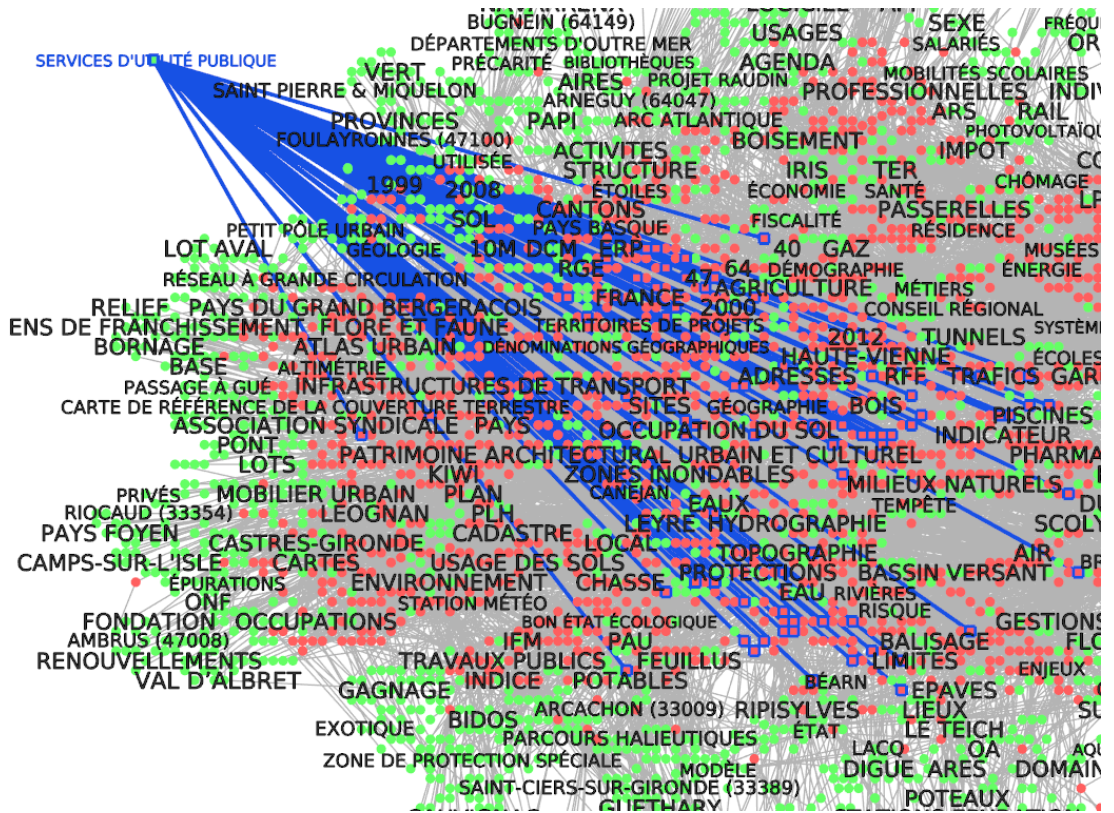 BUGNEIN (64149)
USAGES
SEXE
DÉPARTEMENTS D'OUTRE MER
SALARIÉS
SERVICES D'UTILITÉ PUBLIQUE
PRÉCARITÉ BIBLIOTHÈQUES
AGENDA
VERT
AIRES PROJET RAUDIN
MOBILITÉS SCOLAIRES
SAINT PIERRE & MIQUELON
PROFESSIONNELLES
ARNEGUY (64047)
ARS RAIL
PROVINCES PAPI ARC ATLANTIQUE
FOULAYRONNES (47100)
BOISEMENT
ACTIVITES
IMPOT
UTILISÉE
STRUCTURE
IRIS TER
1999 2008
ÉTOILES
ÉCONOMIE SANTÉ
CHÔMAGE
CANTONS
PASSERELLES
SOL
FISCALITÉ
PETIT PÔLE URBAIN
PAYS BASQUE
RÉSIDENCE
LOT AVAL GÉOLOGIE 10M DCM ERP
40 GAZ
MUSÉES
RGE
47 64 DÉMOGRAPHIE
ÉNERGIE
RÉSEAU À GRANDE CIRCULATION
AGRICULTURE MÉTIERS
FRANCE
RELIEF PAYS DU GRAND BERGERACOIS
2000
CONSEIL RÉGIONAL
ENS DE FRANCHISSEMENT FLORE ET FAUNE
TERRITOIRES DE PROJETS
2012 TUNNELS
BORNAGE ATLAS URBAIN
DÉNOMINATIONS GÉOGRAPHIQUES
HAUTE-VIENNE
ÉCOLES
BASE ALTIMÉTRIE
ADRESSES RFF TRAFICS
PASSAGE À GUÉ INFRASTRUCTURES DE TRANSPORT
CARTE DE RÉFÉRENCE DE LA COUVERTURE TERRESTRE
SITES GÉOGRAPHIE BOIS
PISCINES
ASSOCIATION SYNDICALE PAYS
OCCUPATION DU SOL
INDICATEUR
PONT
PATRIMOINE ARCHITECTURAL URBAIN ET CULTUREL
LOTS
KIWI
ZONES INONDABLES
MILIEUX NATURELS
PRIVÉS MOBILIER URBAIN PLAN
CANÉJAN
EAUX
TEMPÊTE
RIOCAUD (33354)
LEOGNAN PLH
LEYRE HYDROGRAPHIE
PAYS FOYEN
CADASTRE
CASTRES-GIRONDE
LOCAL
TOPOGRAPHIE
AIR
CAMPS-SUR-L'ISLE CARTES USAGE DES SOLS
PROTECTIONS BASSIN VERSANT
ÉPURATIONS ENVIRONNEMENT CHASSE
EAU RIVIÈRES
ONF
STATION MÉTÉO
RISQUE
FONDATION OCCUPATIONS
BON ÉTAT ÉCOLOGIQUE
GESTIONS
AMBRUS (47008)
IFM PAU
BALISAGE
RENOUVELLEMENTS TRAVAUX PUBLICS FEUILLUS
LIMITES
ENJEUX
VAL D'ALBRET
INDICE POTABLES
BÉARN
GAGNAGE
EPAVES
ARCACHON (33009)
RIPISYLVES LIEUX
BIDOS
EXOTIQUE
ÉTAT LE TEICH
PARCOURS HALIEUTIQUES
LACQ OA
ZONE DE PROTECTION SPÉCIALE
MODÈLE
DIGUE ARES
SAINT-CIERS-SUR-GIRONDE (33389)
POTEAUX
GUETHARY